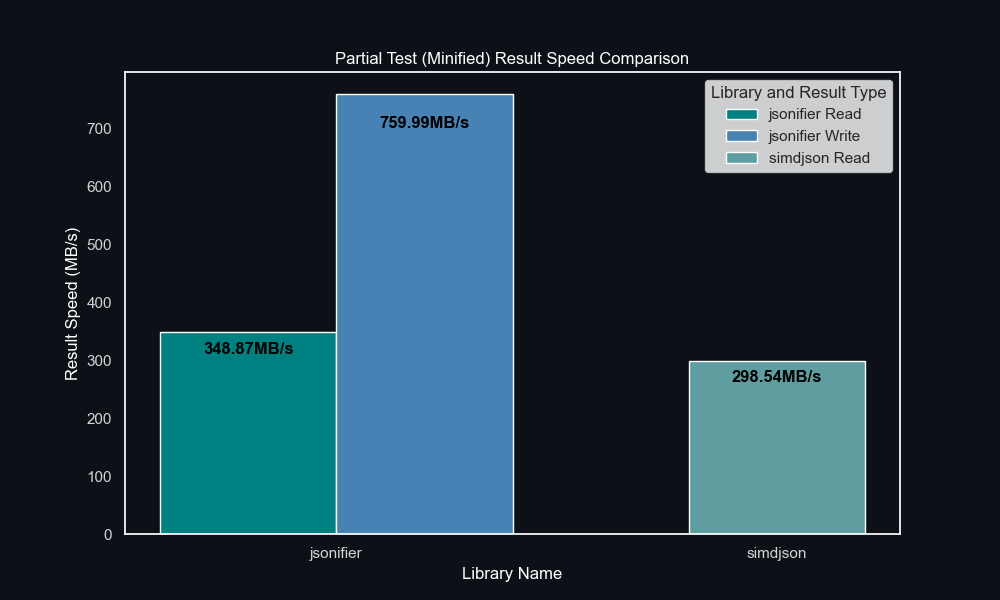 Partial Test (Minified) Result Speed Comparison
Library and Result Type
jsonifier Read
jsonifier Write
simdjson Read
Result Speed (MB/s)
700
600
500
400
300
200
100
0
348.87MB/s
759.99MB/s
298.54MB/s
jsonifier
simdjson
Library Name